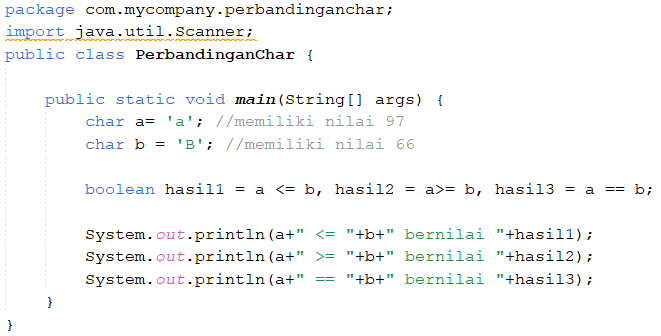 package com.mycompany.perbandinganchar;
import java.util.Scanner;
public class PerbandinganChar {
public static void main(String[] args) {
char a= 'a'; //memiliki nilai 97
char b = 'B'; //memiliki nilai 66
boolean hasil1 = a <= b, hasil2 = a>= b, hasil3 = a == b;
System.out.println(a+" <= "+b+" bernilai "+hasil1);
System.out.println(a+" >= "+b+" bernilai "+hasil2);
System.out.println(a+" == "+b+" bernilai "+hasil3);
}
}